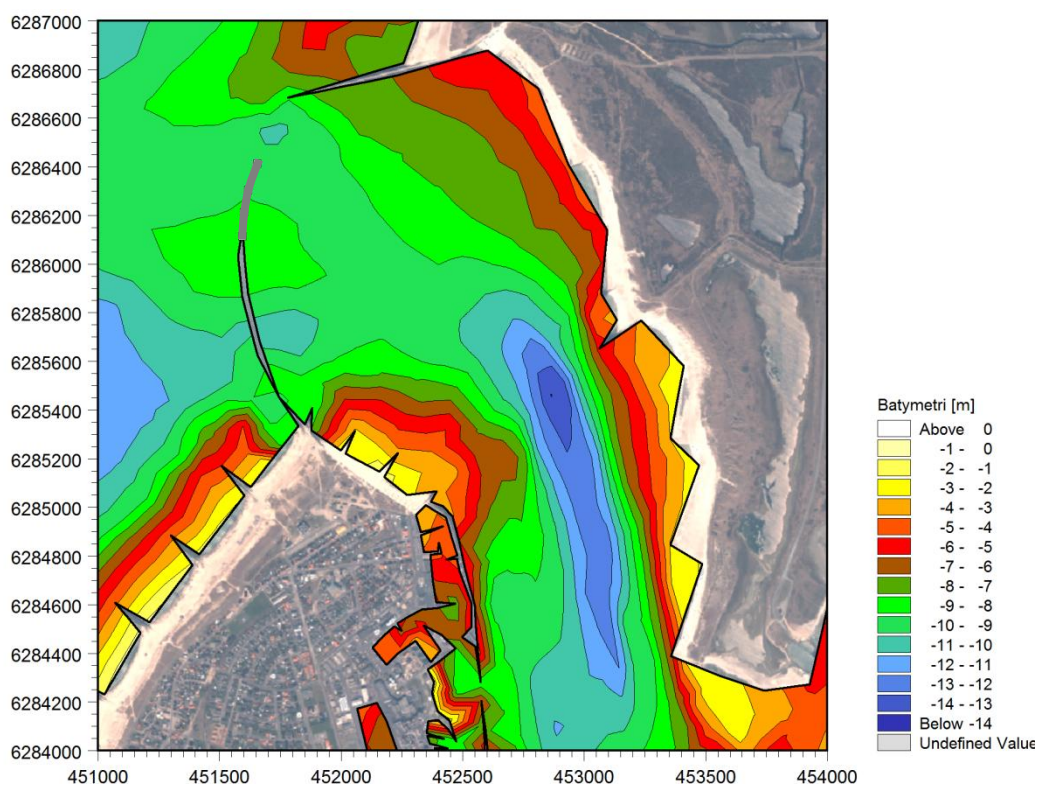 6287000
6286800
6286600
6286400
6286200
6286000
6285800
6285600
6285400
6285200
6285000
6284800
6284600
6284400
6284200
6284000
451000 451500 452000 452500 453000 453500 454000
Batymetri [m]
Above 0
-1 - 0
-2 - -1
-3 - -2
-4 - -3
-5 - -4
-6 - -5
-7 - -6
-8 - -7
-9 - -8
-10 - -9
-11 - -10
-12 - -11
-13 - -12
-14 - -13
Below -14
Undefined Value